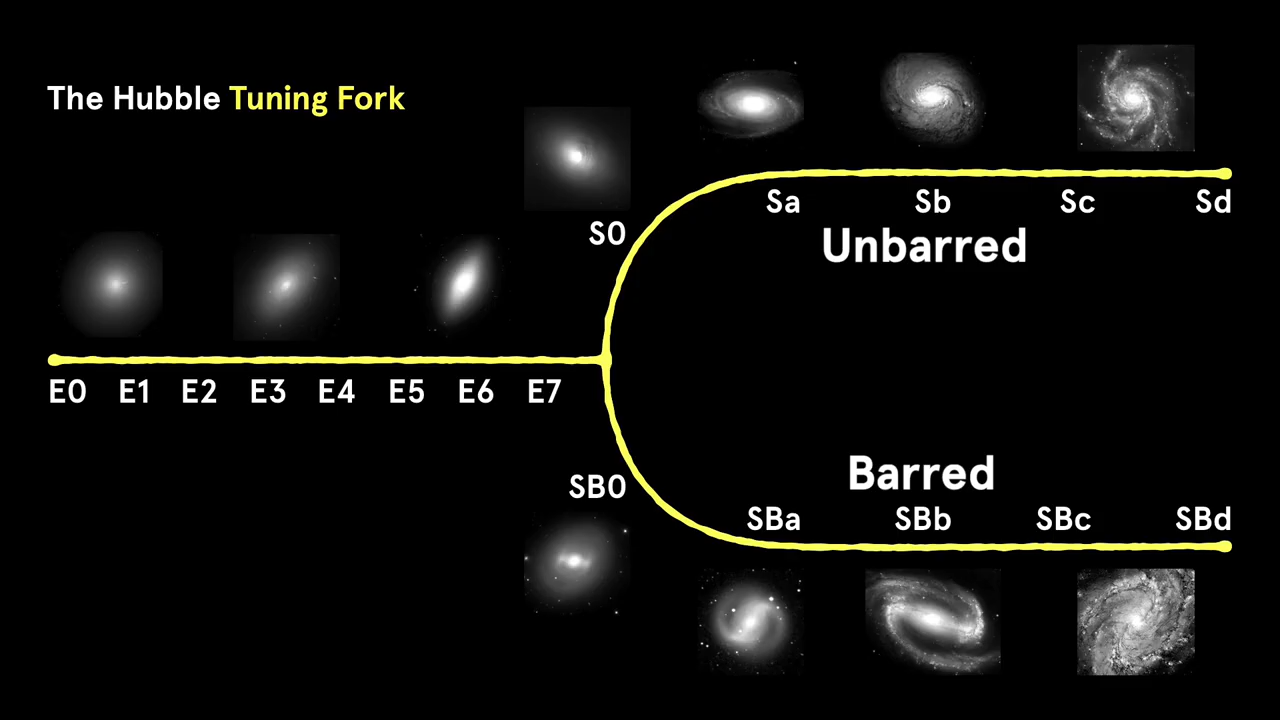 The Hubble Tuning Fork
Sa Sb Sc Sd
Unbarred
S0
E0 E1 E2 E3 E4 E5 E6 E7
SB0
Barred
SBa SBb SBc SBd